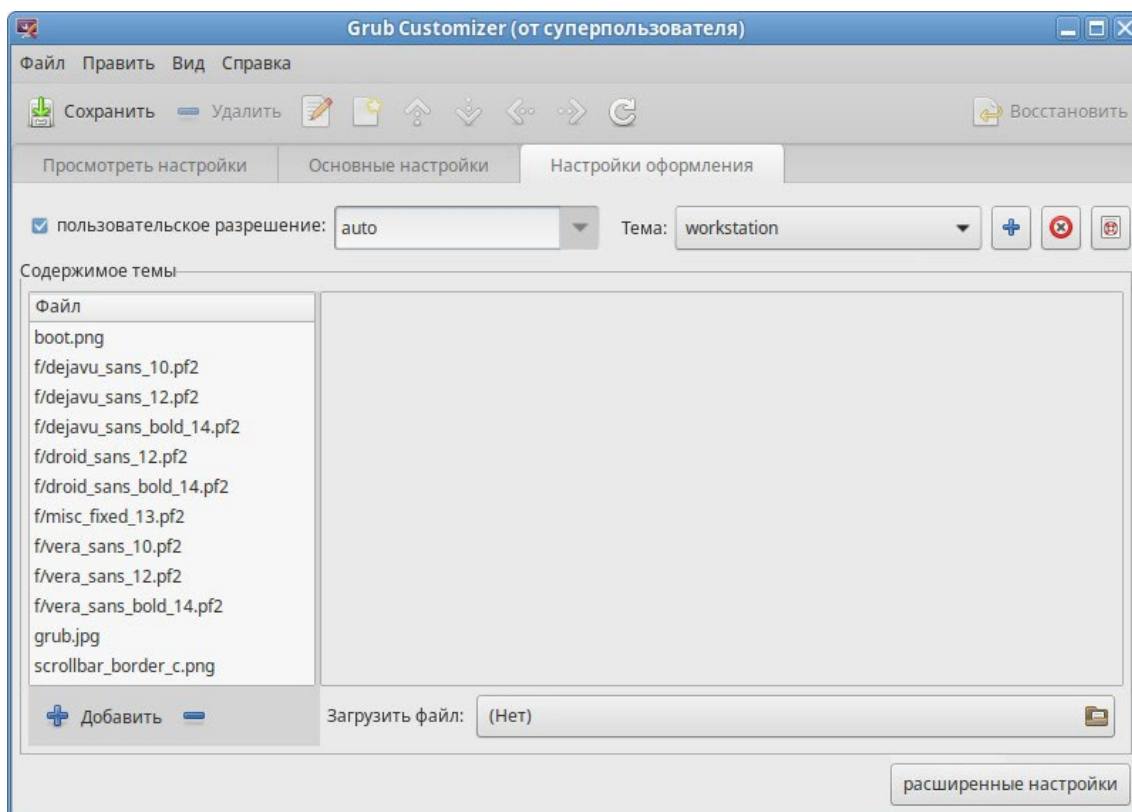 Grub Customizer (от суперпользователя)
Файл Править Вид Справка
Сохранить Удалить Восстановить
Просмотреть настройки Основные настройки Настройки оформления
пользовательское разрешение: auto Тема: workstation
Содержимое темы
Файл
boot.png
f/dejavu_sans_10.pf2
f/dejavu_sans_12.pf2
f/dejavu_sans_bold_14.pf2
f/droid_sans_12.pf2
f/droid_sans_bold_14.pf2
f/misc_fixed_13.pf2
f/vera_sans_10.pf2
f/vera_sans_12.pf2
f/vera_sans_bold_14.pf2
grub.jpg
scrollbar_border_c.png
Добавить Загрузить файл: (Нет)
расширенные настройки